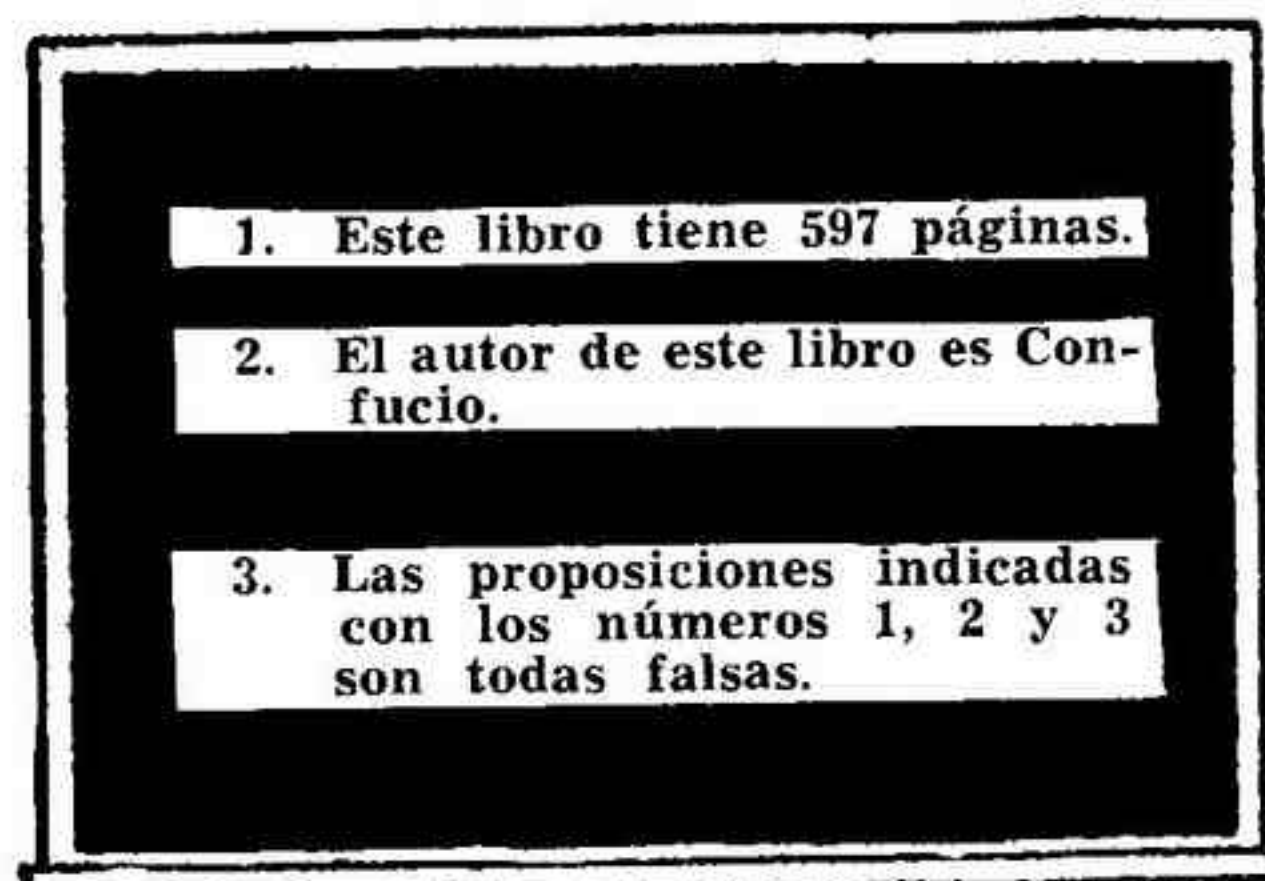 1. Este libro tiene 597 páginas.
2. El autor de este libro es Con-
fucio.
3. Las proposiciones indicadas
con los números 1, 2 y 3
son todas falsas.